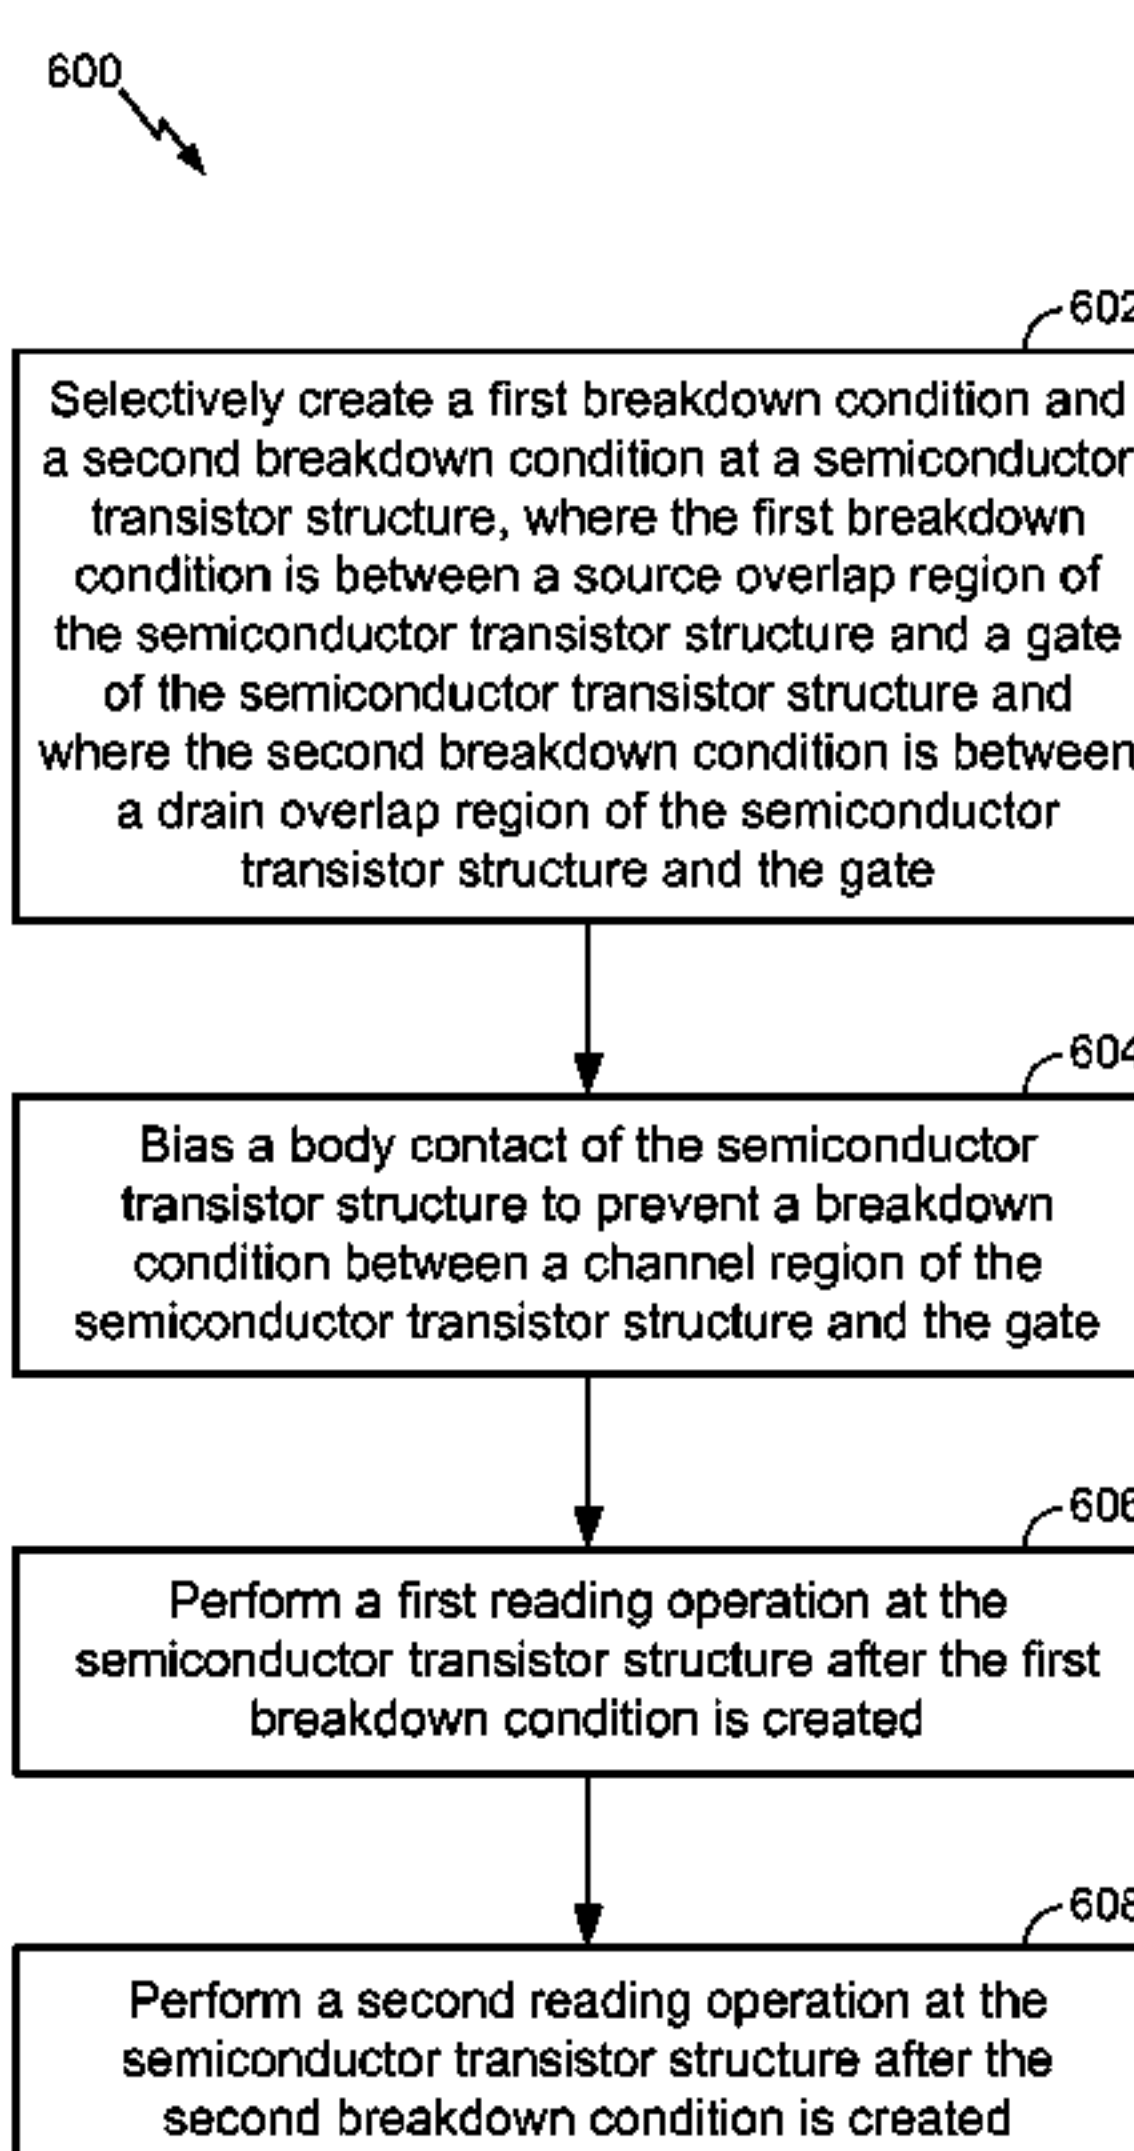 600
602
Selectively create a first breakdown condition and
a second breakdown condition at a semiconductor
transistor structure, where the first breakdown
condition is between a source overlap region of
the semiconductor transistor structure and a gate
of the semiconductor transistor structure and
where the second breakdown condition is between
a drain overlap region of the semiconductor
transistor structure and the gate
604
Bias a body contact of the semiconductor
transistor structure to prevent a breakdown
condition between a channel region of the
semiconductor transistor structure and the gate
606
Perform a first reading operation at the
semiconductor transistor structure after the first
breakdown condition is created
608
Perform a second reading operation at the
semiconductor transistor structure after the
second breakdown condition is created